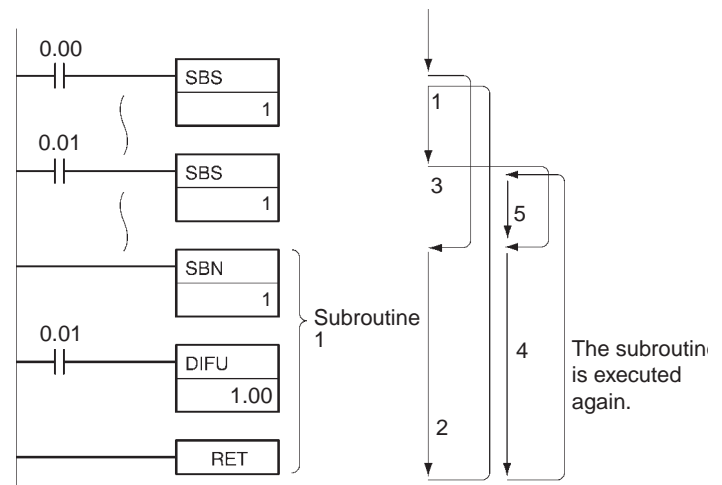 0.00
SBS
1
0.01
SBS
1
SBN
1
0.01
DIFU
1.00
RET
Subroutine
1
1
3
5
4
2
The subroutine
is executed
again.